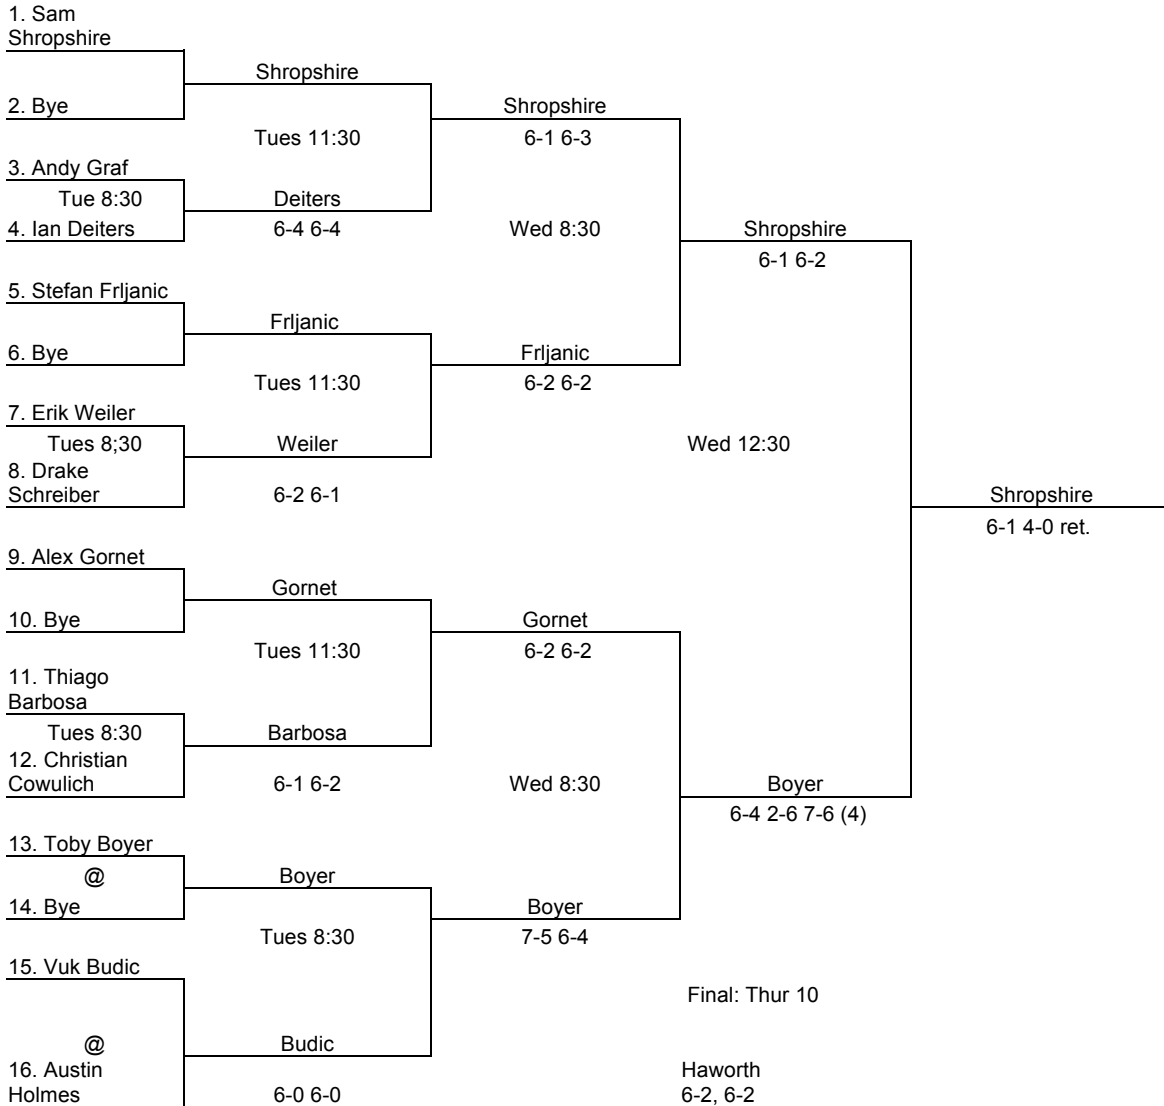 1. Sam
Shropshire
Shropshire
2. Bye
Shropshire
Tues 11:30
6-1 6-3
3. Andy Graf
Tue 8:30
Deiters
4. Ian Deiters
6-4 6-4
Wed 8:30
Shropshire
6-1 6-2
5. Stefan Frljanic
Frljanic
6. Bye
Frljanic
Tues 11:30
6-2 6-2
7. Erik Weiler
Tues 8;30
Weiler
Wed 12:30
8. Drake
Schreiber
6-2 6-1
Shropshire
6-1 4-0 ret.
9. Alex Gornet
Gornet
10. Bye
Gornet
Tues 11:30
6-2 6-2
11. Thiago
Barbosa
Tues 8:30
Barbosa
12. Christian
Cowulich
6-1 6-2
Wed 8:30
Boyer
6-4 2-6 7-6 (4)
13. Toby Boyer
@
Boyer
14. Bye
Boyer
Tues 8:30
7-5 6-4
15. Vuk Budic
Final: Thur 10
@
Budic
16. Austin
Holmes
6-0 6-0
Haworth
6-2, 6-2